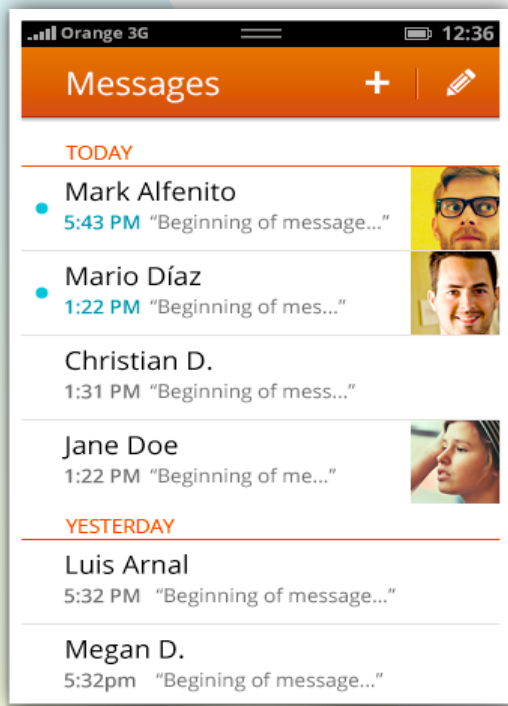 Orange 3G 12:36
Messages
TODAY
Mark Alfenito
5:43 PM “Beginning of message...”
Mario Díaz
1:22 PM “Beginning of mes...”
Christian D.
1:31 PM “Beginning of mess...”
Jane Doe
1:22 PM “Beginning of me...”
YESTERDAY
Luis Arnal
5:32 PM “Beginning of message...”
Megan D.
5:32pm “Begining of message...”